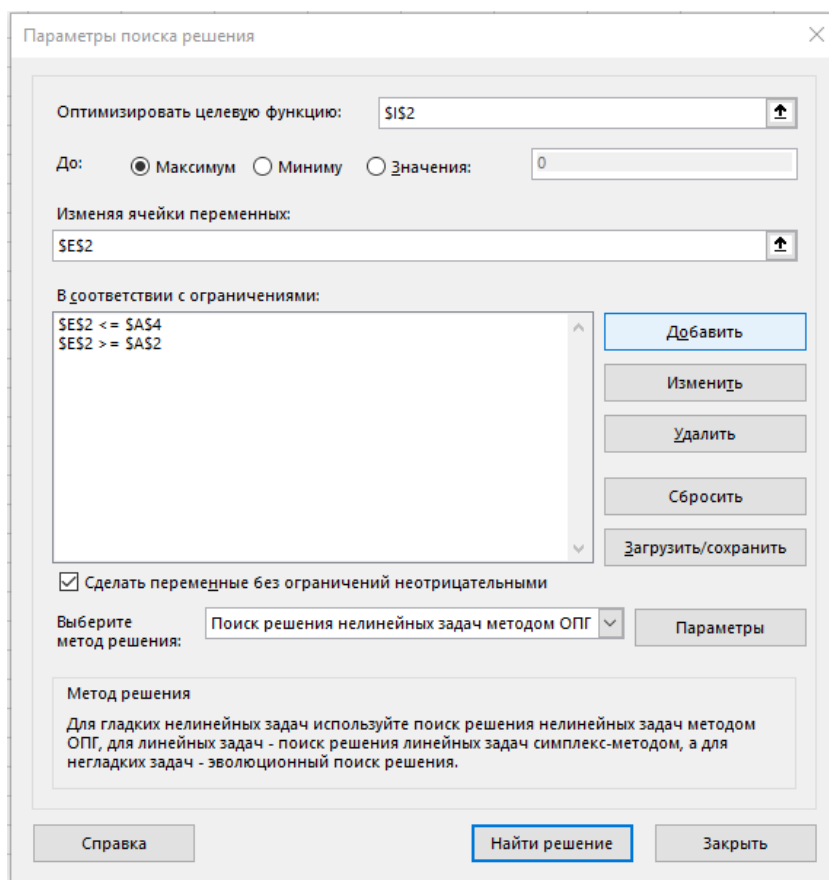 Параметры поиска решения
Оптимизировать целевую функцию: $I$2
До: Максимум Миниму Значения: 0
Изменяя ячейки переменных:
$E$2
В соответствии с ограничениями:
$E$2 <= $A$4
$E$2 >= $A$2
Добавить
Изменить
Удалить
Сбросить
Загрузить/сохранить
Сделать переменные без ограничений неотрицательными
Выберите
метод решения:
Поиск решения нелинейных задач методом ОПГ
Параметры
Метод решения
Для гладких нелинейных задач используйте поиск решения нелинейных задач методом
ОПГ, для линейных задач - поиск решения линейных задач симплекс-методом, а для
негладких задач - эволюционный поиск решения.
Справка Найти решение Закрыть